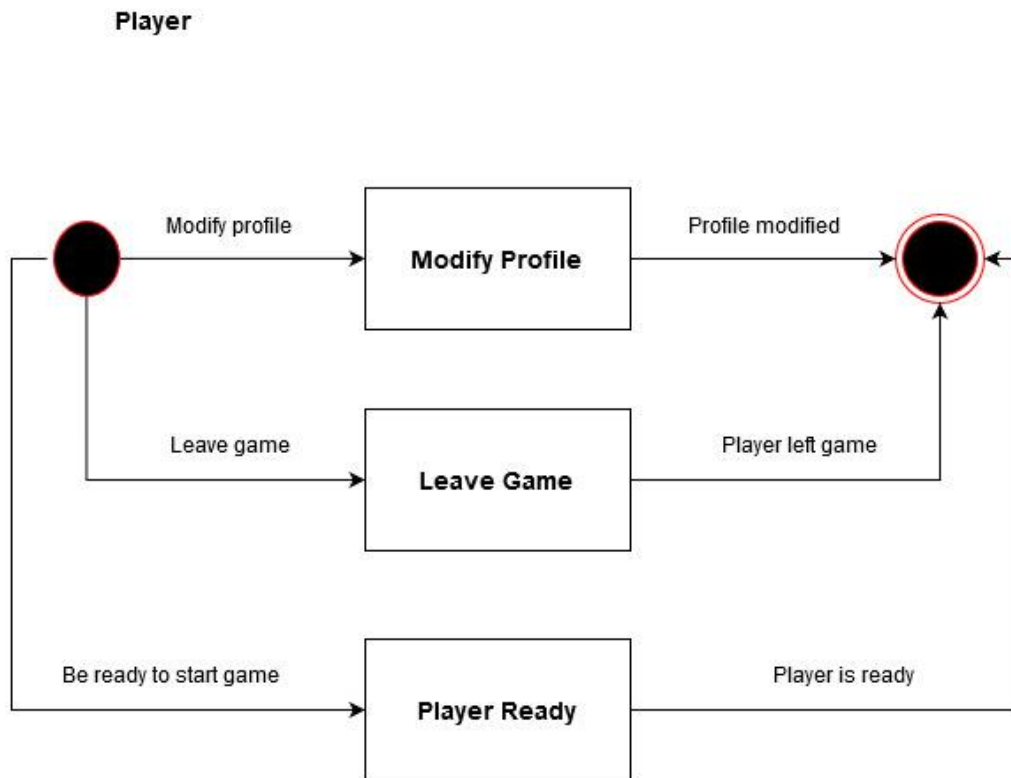 Player
Modify profile
Modify Profile
Profile modified
Leave game
Leave Game
Player left game
Be ready to start game
Player Ready
Player is ready